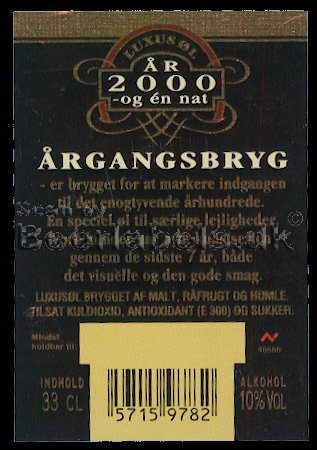 LUXUSØL
ÅR
2000
-og én nat
ÅRGANGSBRYG
- er brygget for at markere indgangen
til det enogtyvende århundrede.
En speciel øl til særlige lejligheder,
gennem de sidste 7 år, både
det visuelle og den gode smag.
LUXUSØL BRYGGET AF MALT, RÅFRUGT OG HUMLE.
TILSAT KULDIOXID, ANTIOXIDANT (E 300) OG SUKKER.
Mindst
holdbar til:
INDHOLD
33 CL
ALKOHOL
10% VOL
5715 9782
Beerlabels.dk ©